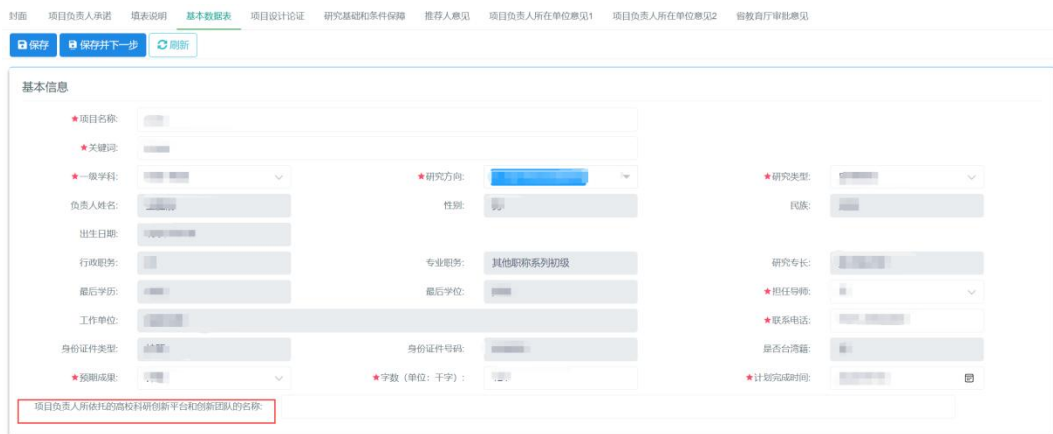 封面 项目负责人承诺 填表说明 基本数据表 项目设计论证 研究基础和条件保障 推荐人意见 项目负责人所在单位意见1 项目负责人所在单位意见2 省教育厅审批意见
保存 保存并下一步 刷新
基本信息
★项目名称:
★关键词:
★一级学科: ★研究方向: ★研究类型:
负责人姓名: 性别: 民族:
出生日期:
行政职务: 专业职务: 其他职称系列初级 研究专长:
最后学历: 最后学位: ★担任导师:
工作单位: ★联系电话:
身份证件类型: 身份证件号码: 是否台湾籍:
★预期成果: ★字数（单位：千字）: ★计划完成时间:
项目负责人所依托的高校科研创新平台和创新团队的名称: